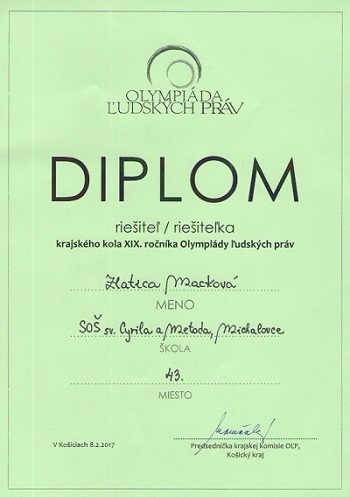 OLYMPIÁDA
ĽUDSKÝCH PRÁV
DIPLOM
riešiteľ / riešiteľka
krajského kola XIX. ročníka Olympiády ľudských práv
Zlatica Macková
MENO
SOŠ sv. Cyrila a Metoda, Michalovce
ŠKOLA
43.
MIESTO
V Košiciach 8.2.2017
Predsedníčka krajskej komisie OĽP,
Košický kraj